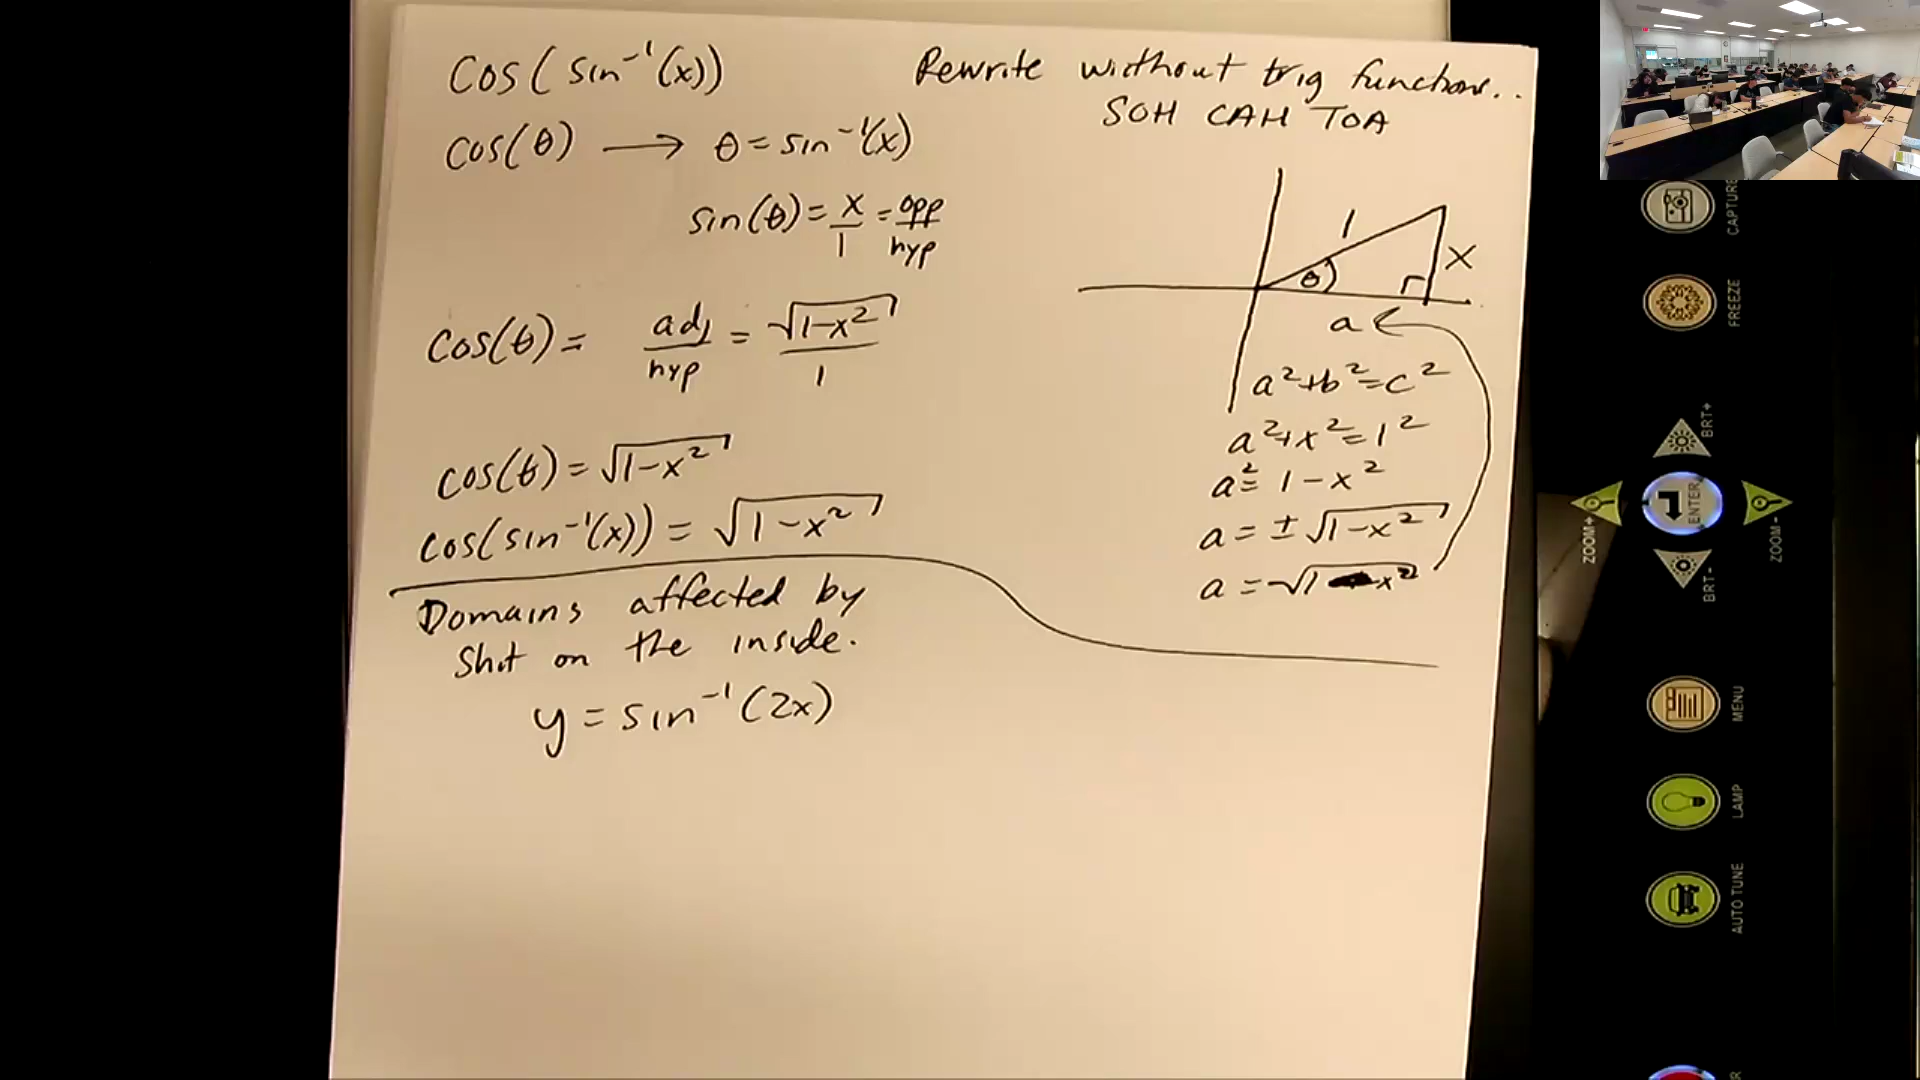 cos(sin⁻¹(x))
Rewrite without trig functions..
SOH CAH TOA
cos(θ) → θ = sin⁻¹(x)
sin(θ) = x/1 = opp/hyp
1
x
θ
a
cos(θ) = adj/hyp = √(1-x²)/1
a²+b²=c²
a²+x²=1²
a²=1-x²
a=±√(1-x²)
a=√(1-x²)
cos(θ)=√(1-x²)
cos(sin⁻¹(x)) = √(1-x²)
Domains affected by
shit on the inside.
y = sin⁻¹(2x)
CAPTURE
FREEZE
BRT+
ZOOM+
ENTER
ZOOM-
BRT-
MENU
LAMP
AUTO TUNE